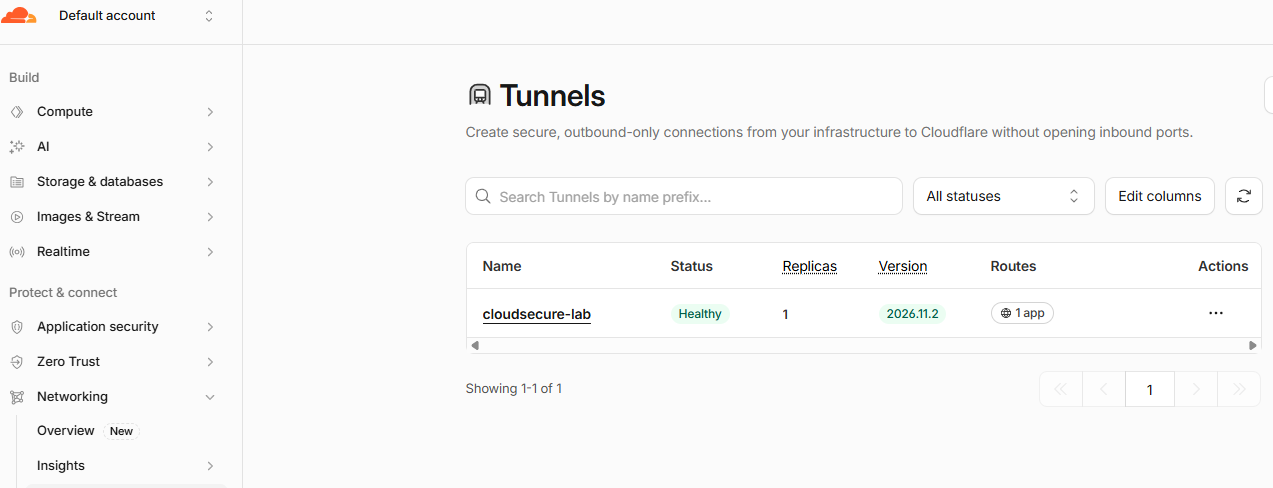 Default account
Build
Compute
AI
Storage & databases
Images & Stream
Realtime
Protect & connect
Application security
Zero Trust
Networking
Overview New
Insights
Tunnels
Create secure, outbound-only connections from your infrastructure to Cloudflare without opening inbound ports.
Search Tunnels by name prefix...
All statuses
Edit columns
Name Status Replicas Version Routes Actions
cloudsecure-lab Healthy 1 2026.11.2 1 app ...
Showing 1-1 of 1
1